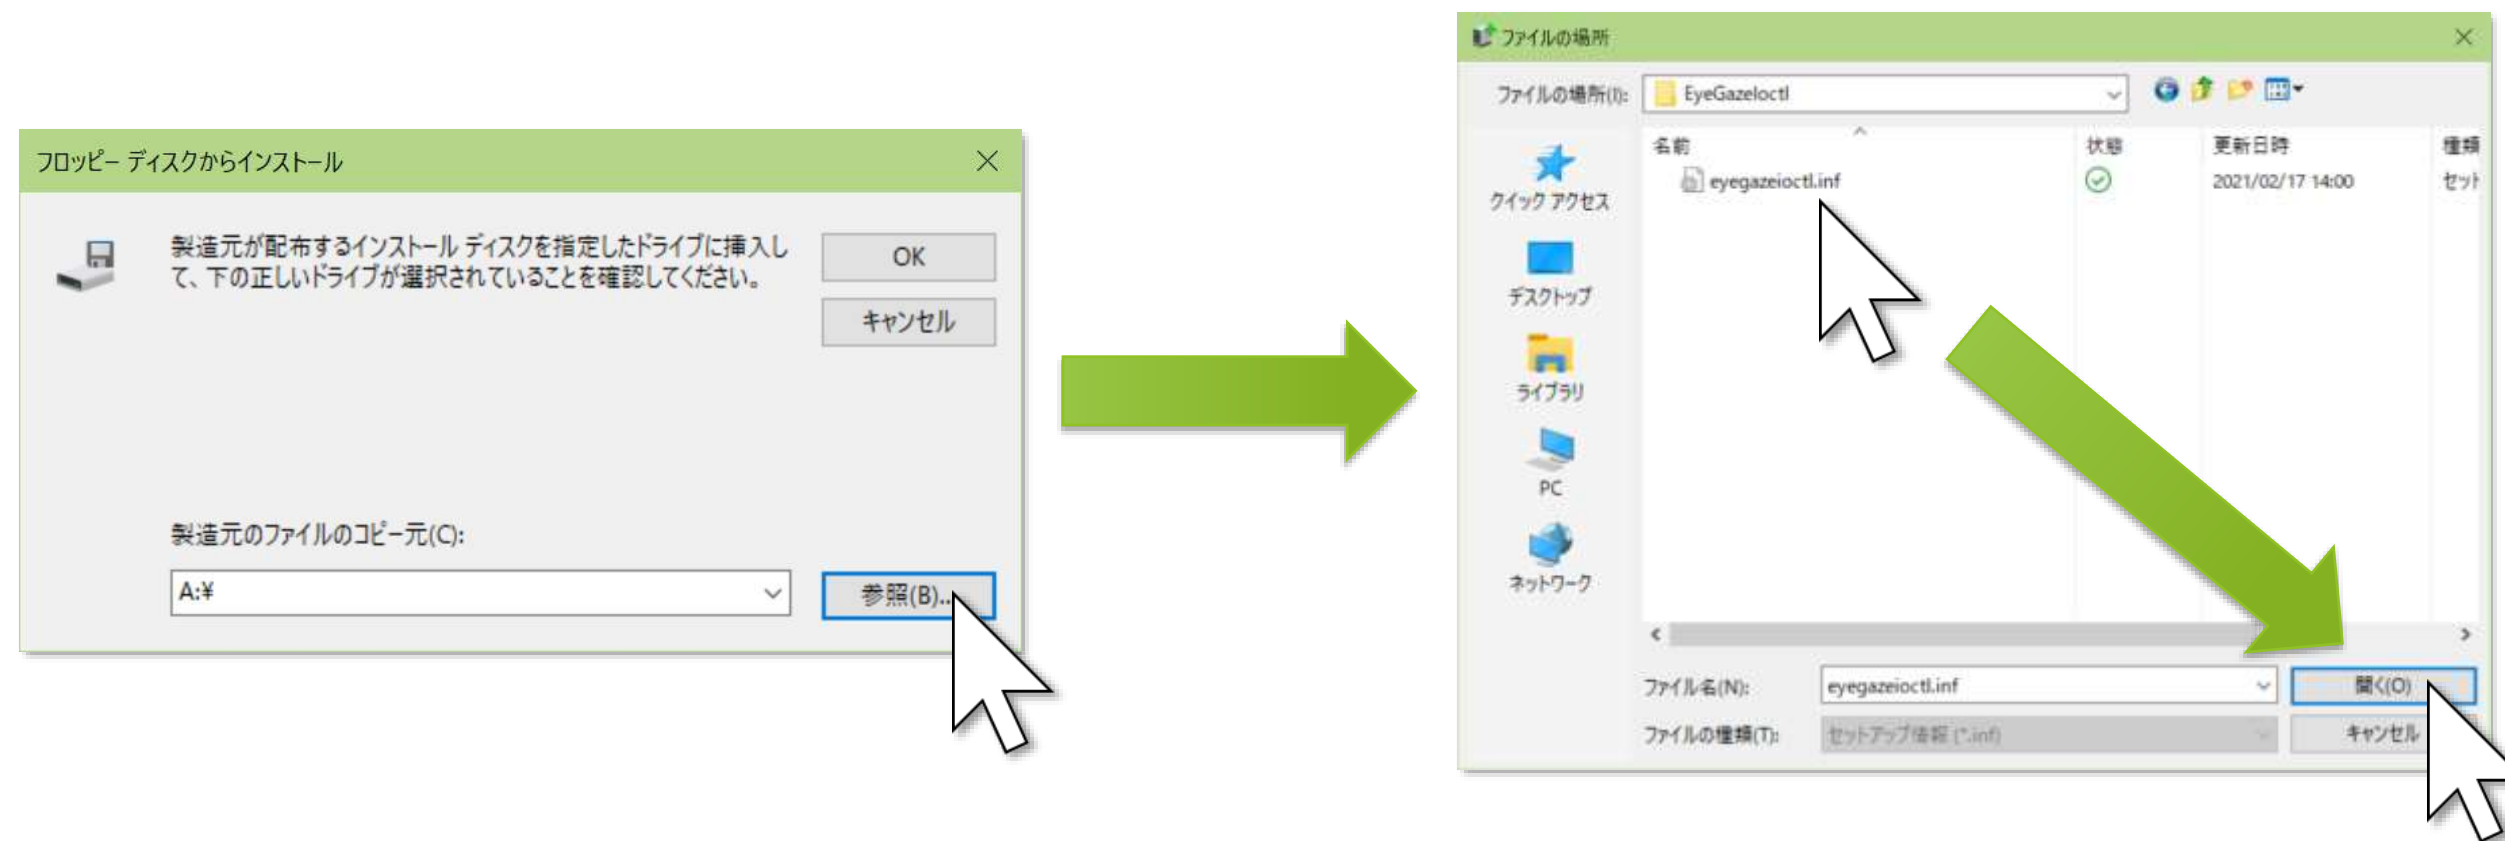 フロッピー ディスクからインストール
製造元が配布するインストール ディスクを指定したドライブに挿入し
て、下の正しいドライブが選択されていることを確認してください。
OK
キャンセル
製造元のファイルのコピー元(C):
A:¥
参照(B)...
ファイルの場所
ファイルの場所(I):
EyeGazeIoctl
名前
状態
更新日時
種類
eyegazeioctl.inf
2021/02/17 14:00
セット
クイック アクセス
デスクトップ
ライブラリ
PC
ネットワーク
ファイル名(N):
eyegazeioctl.inf
開く(O)
ファイルの種類(T):
セットアップ情報 (*.inf)
キャンセル